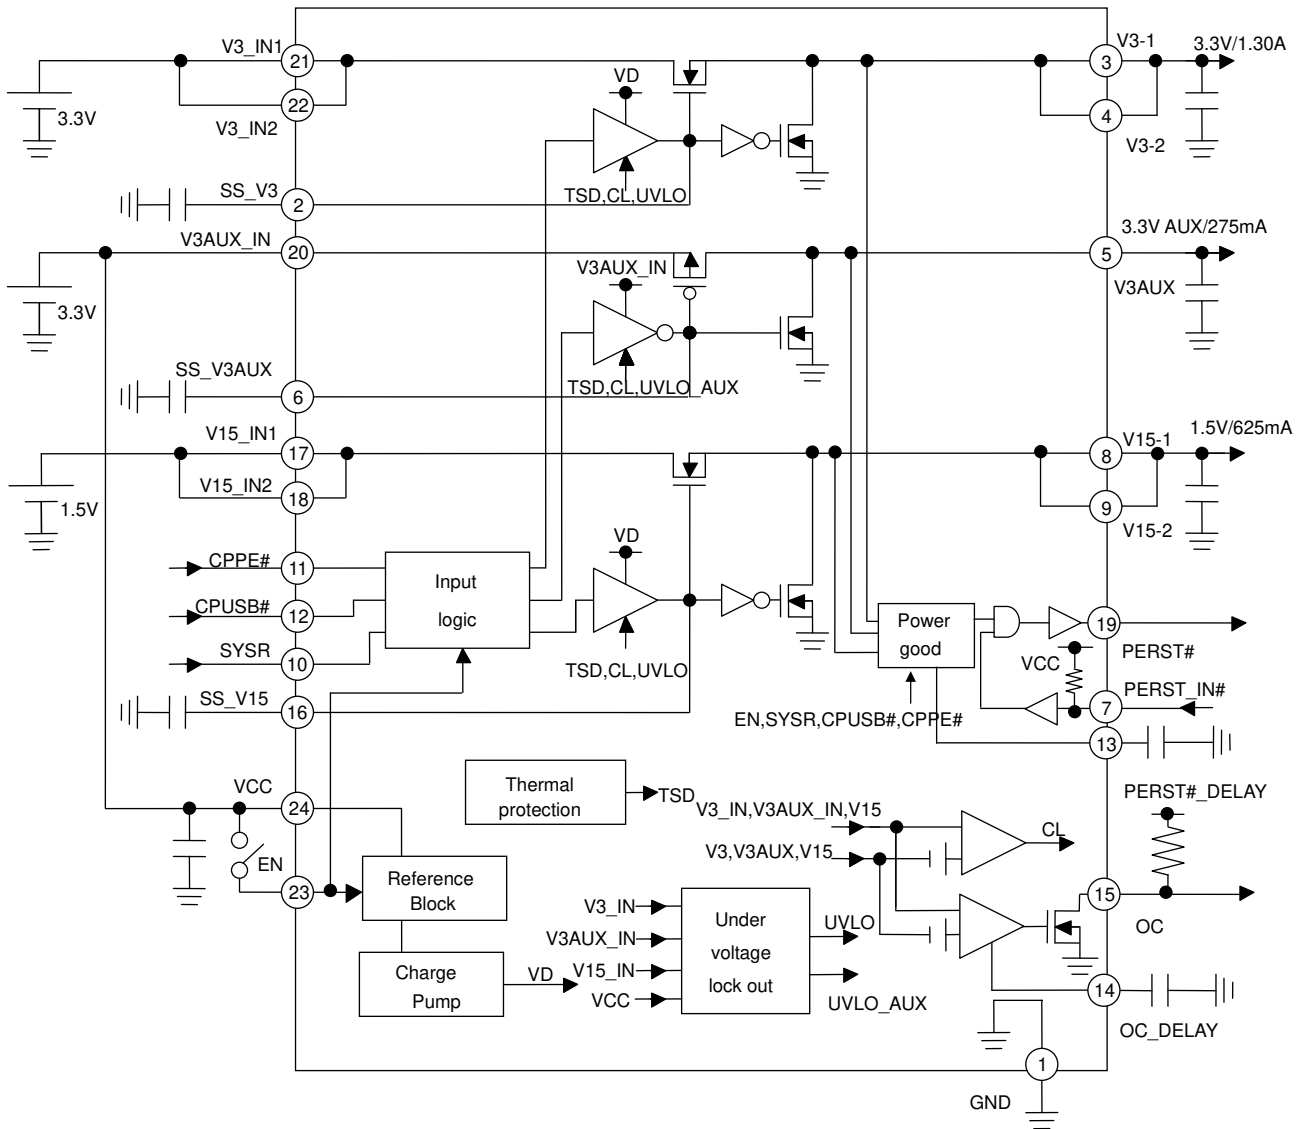 V3_IN1
21
V3-1
3
3.3V/1.30A
VD
22
3.3V
V3_IN2
4
V3-2
SS_V3
2
TSD,CL,UVLO
V3AUX_IN
20
3.3V AUX/275mA
5
V3AUX_IN
V3AUX
3.3V
SS_V3AUX
6
TSD,CL,UVLO_AUX
V15_IN1
17
V15-1
8
1.5V/625mA
V15_IN2
18
1.5V
9
V15-2
VD
CPPE#
11
Input
logic
CPUSB#
12
SYSR
10
Power
good
19
PERST#
VCC
TSD,CL,UVLO
SS_V15
16
PERST_IN#
7
EN,SYSR,CPUSB#,CPPE#
13
VCC
24
Thermal
protection
TSD
V3_IN,V3AUX_IN,V15
PERST#_DELAY
CL
V3,V3AUX,V15
EN
23
Reference
Block
15
OC
V3_IN
V3AUX_IN
V15_IN
VCC
Under
voltage
lock out
UVLO
UVLO_AUX
Charge
Pump
VD
14
OC_DELAY
1
GND